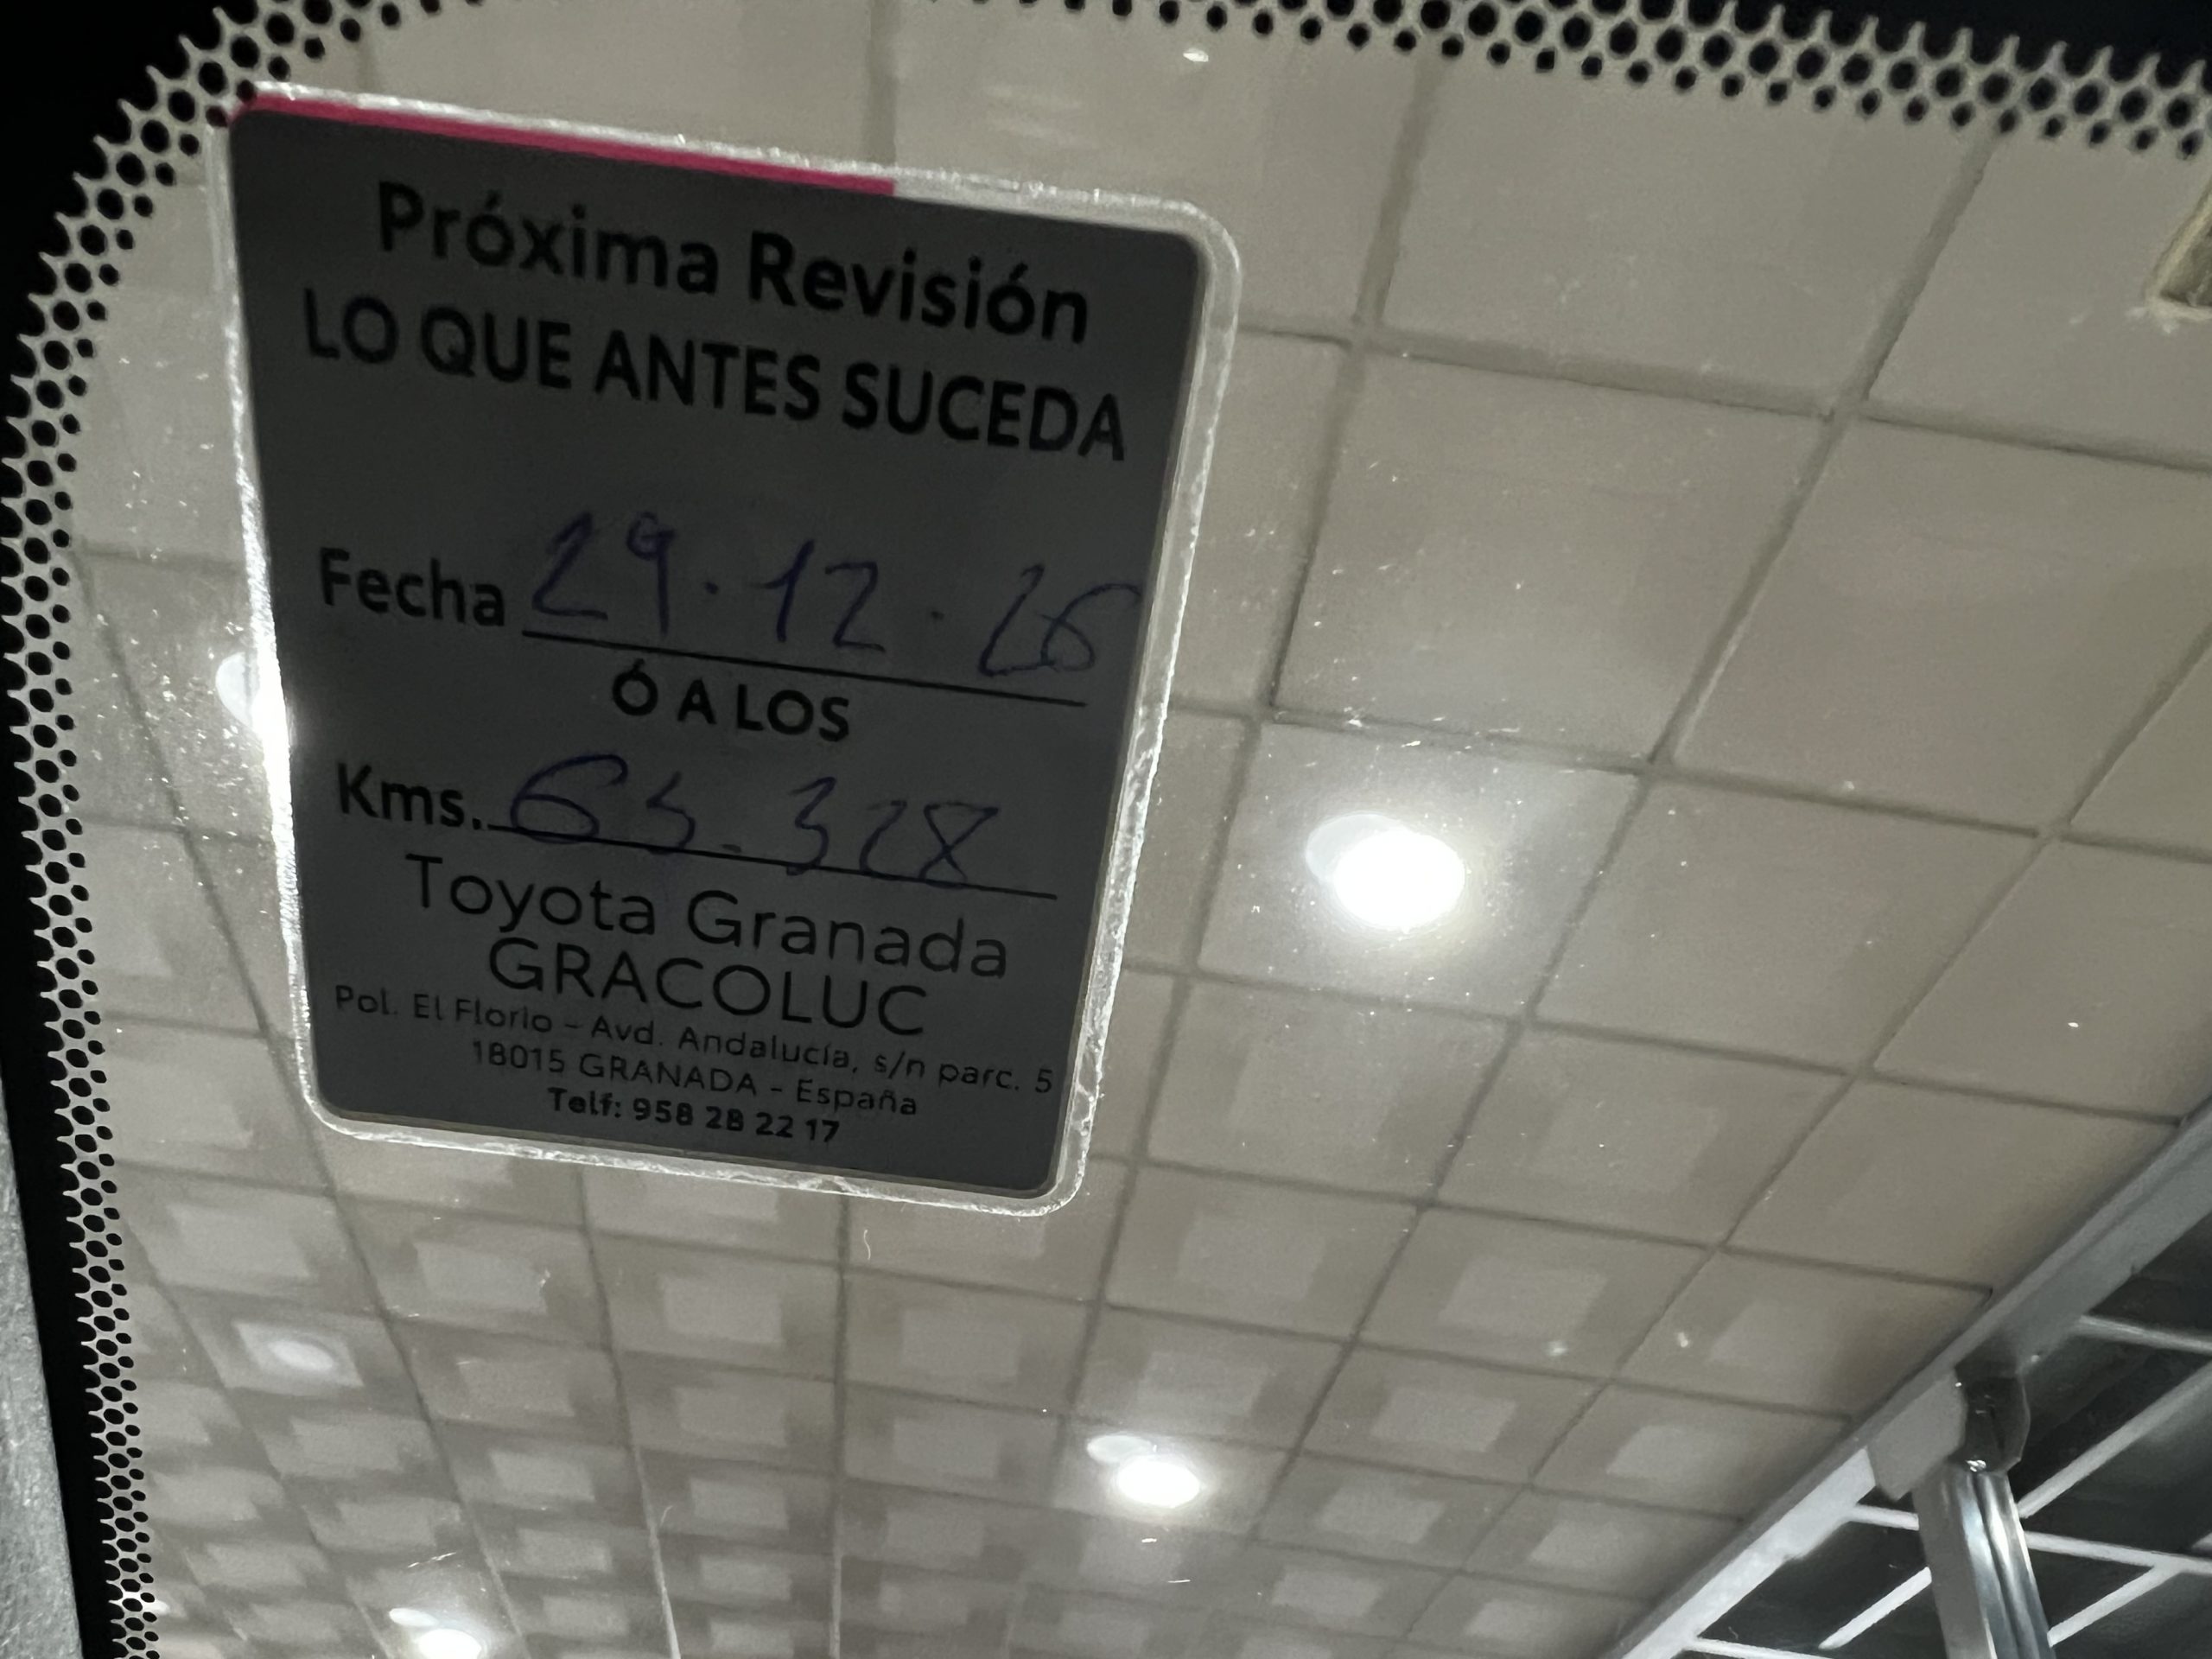 Próxima Revisión
LO QUE ANTES SUCEDA
Fecha 29.12.26
Ó A LOS
Kms. 63.328
Toyota Granada
GRACOLUC
Pol. El Florio - Avd. Andalucía, s/n parc. 5
18015 GRANADA - España
Telf: 958 28 22 17